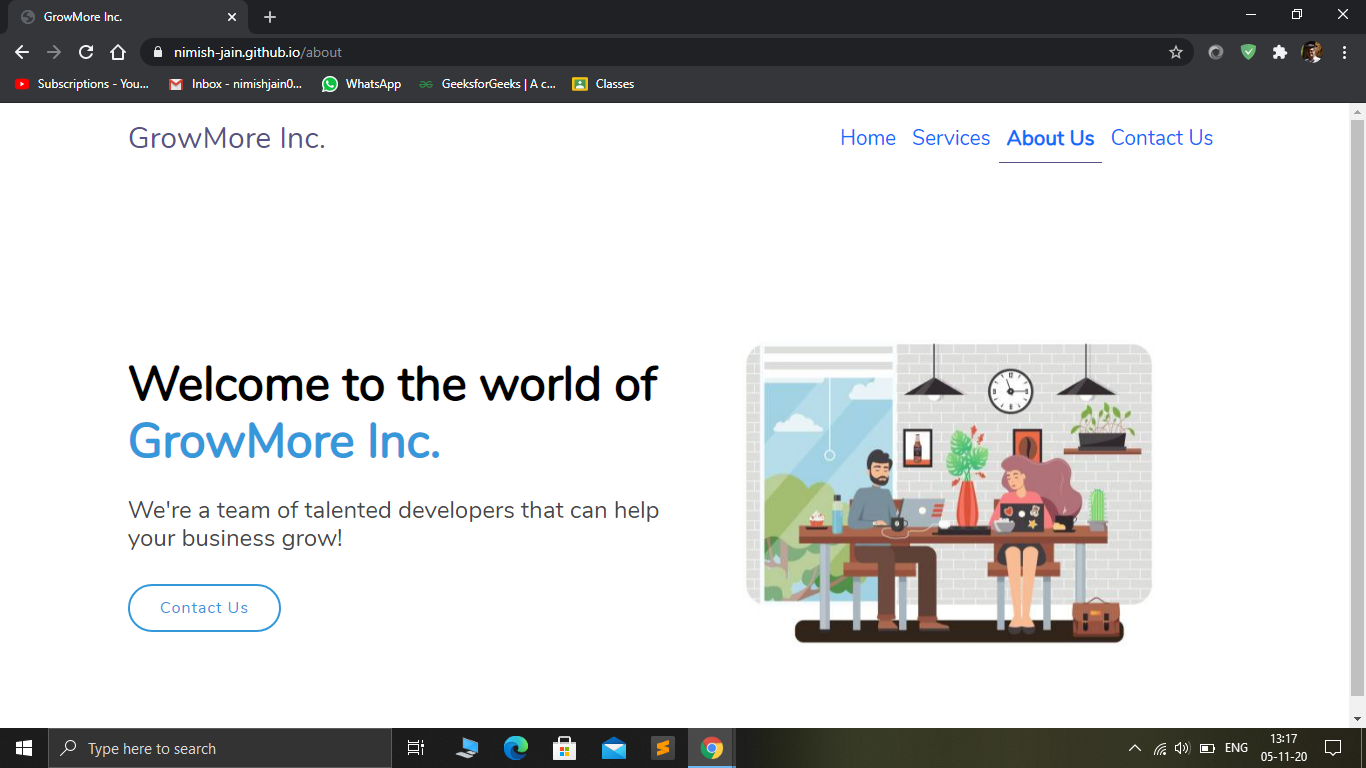 GrowMore Inc.
nimish-jain.github.io/about
Subscriptions - You...
Inbox - nimishjain0...
WhatsApp
GeeksforGeeks | A c...
Classes
GrowMore Inc.
Home
Services
About Us
Contact Us
Welcome to the world of
GrowMore Inc.
We're a team of talented developers that can help
your business grow!
Contact Us
Type here to search
ENG
13:17
05-11-20